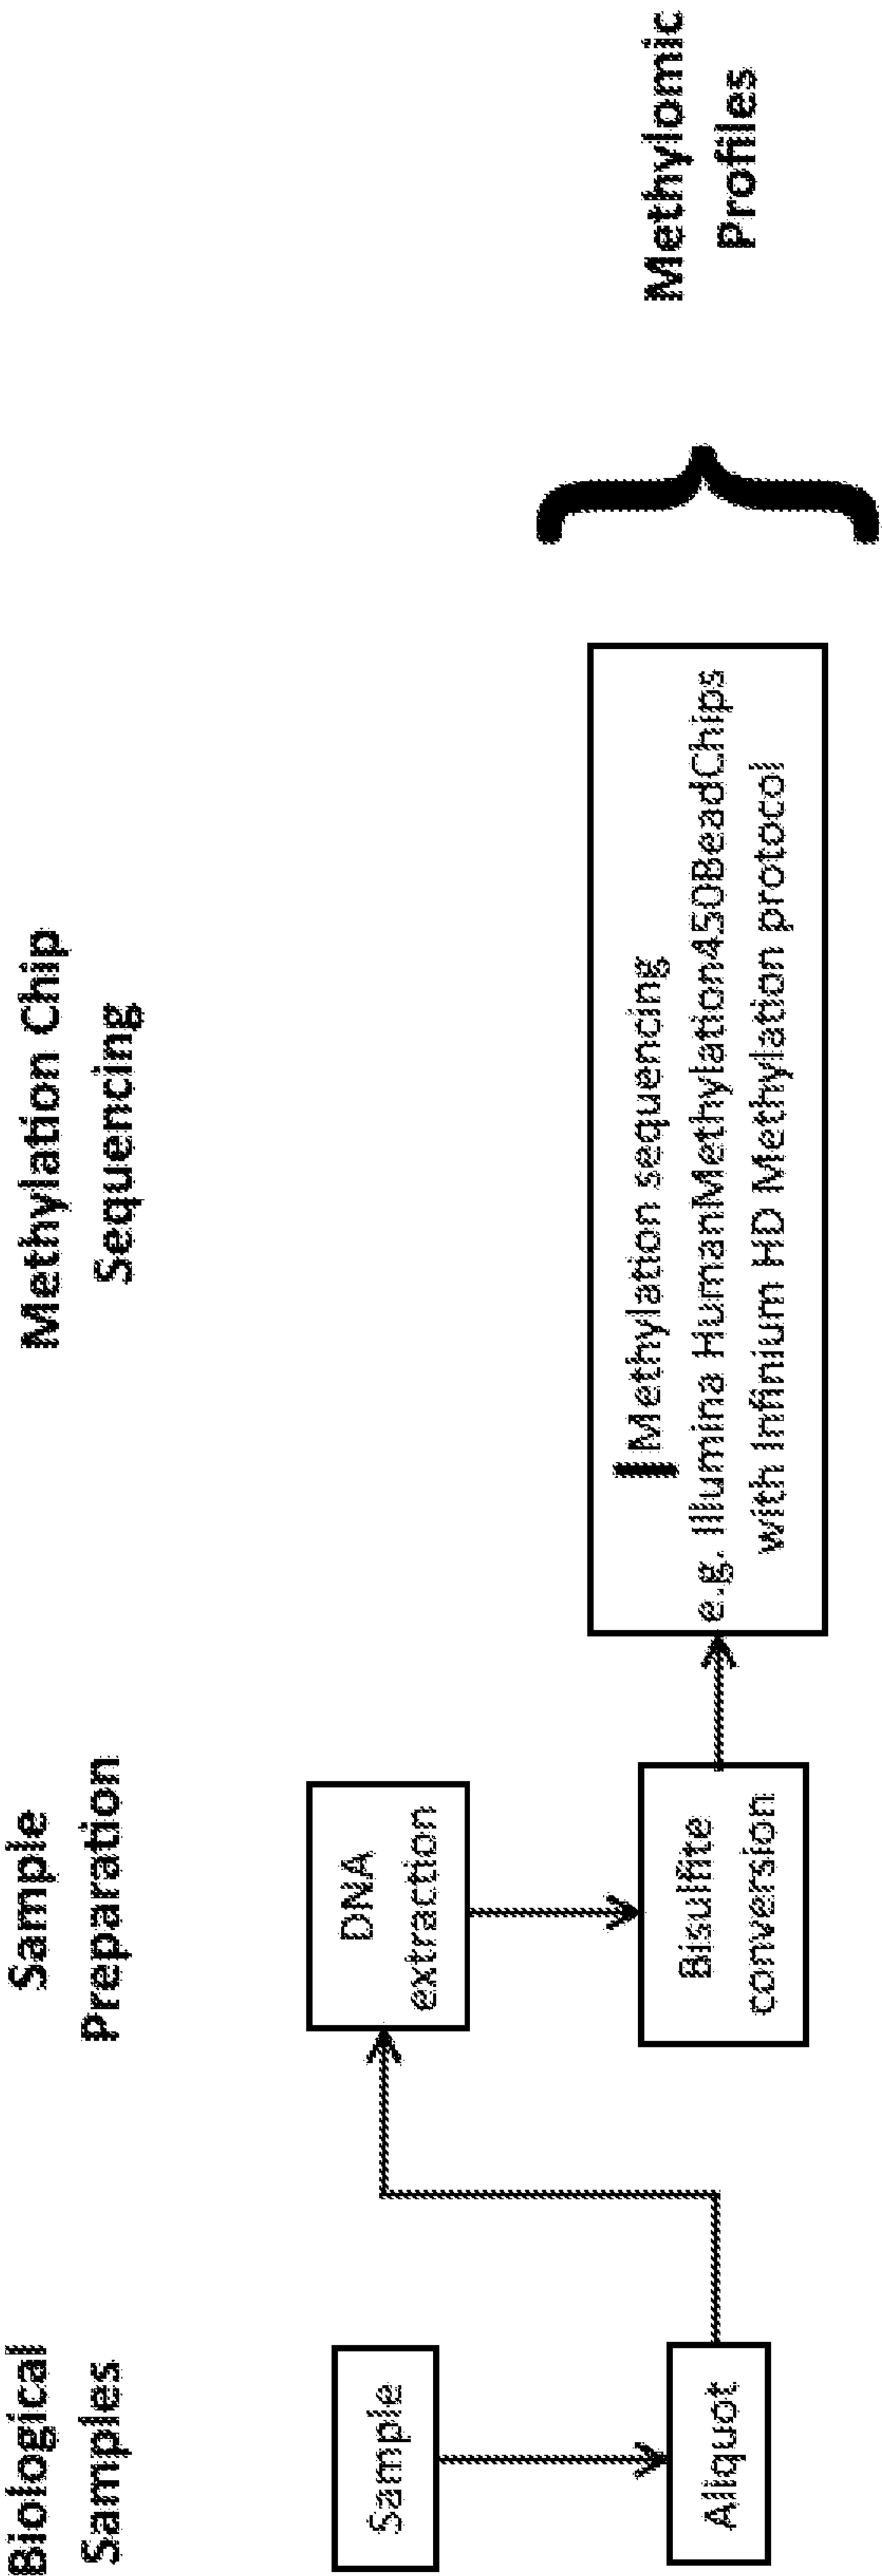 Biological
Samples
Sample
Preparation
Methylation Chip
Sequencing
Sample
Aliquot
DNA
extraction
Bisulfite
conversion
Methylation sequencing
e.g. Illumina HumanMethylation450BeadChips
with Infinium HD Methylation protocol
Methylomic
Profiles